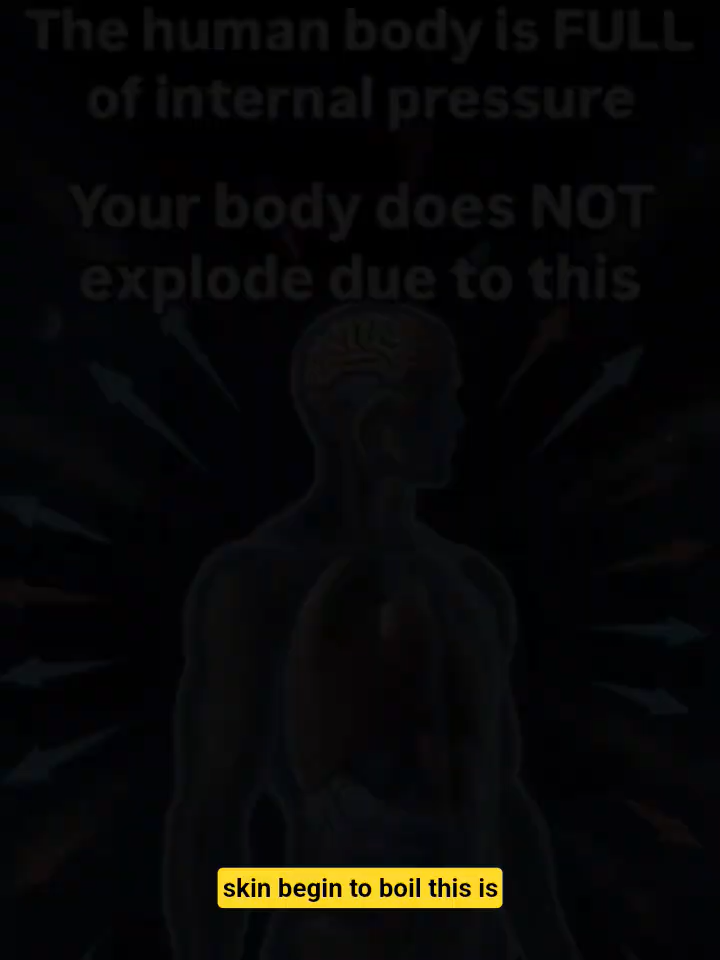 The human body is FULL
of internal pressure
Your body does NOT
explode due to this
skin begin to boil this is